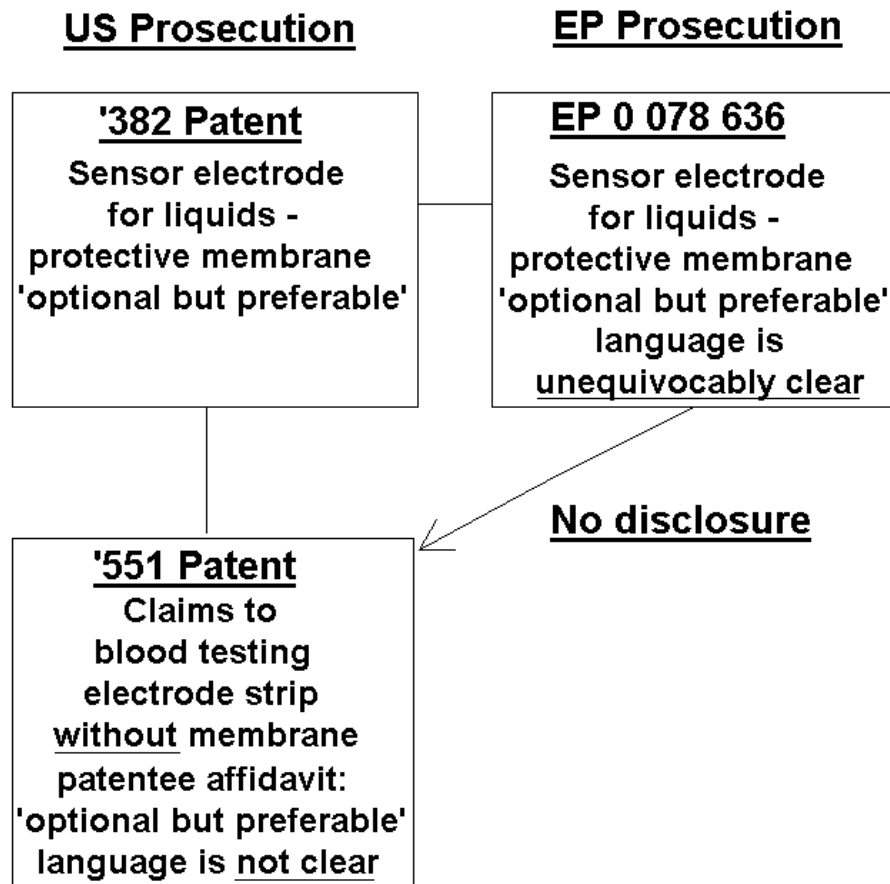 US Prosecution
EP Prosecution
'382 Patent
Sensor electrode
for liquids -
protective membrane
'optional but preferable'
EP 0 078 636
Sensor electrode
for liquids -
protective membrane
'optional but preferable'
language is
unequivocably clear
No disclosure
'551 Patent
Claims to
blood testing
electrode strip
without membrane
patentee affidavit:
'optional but preferable'
language is not clear